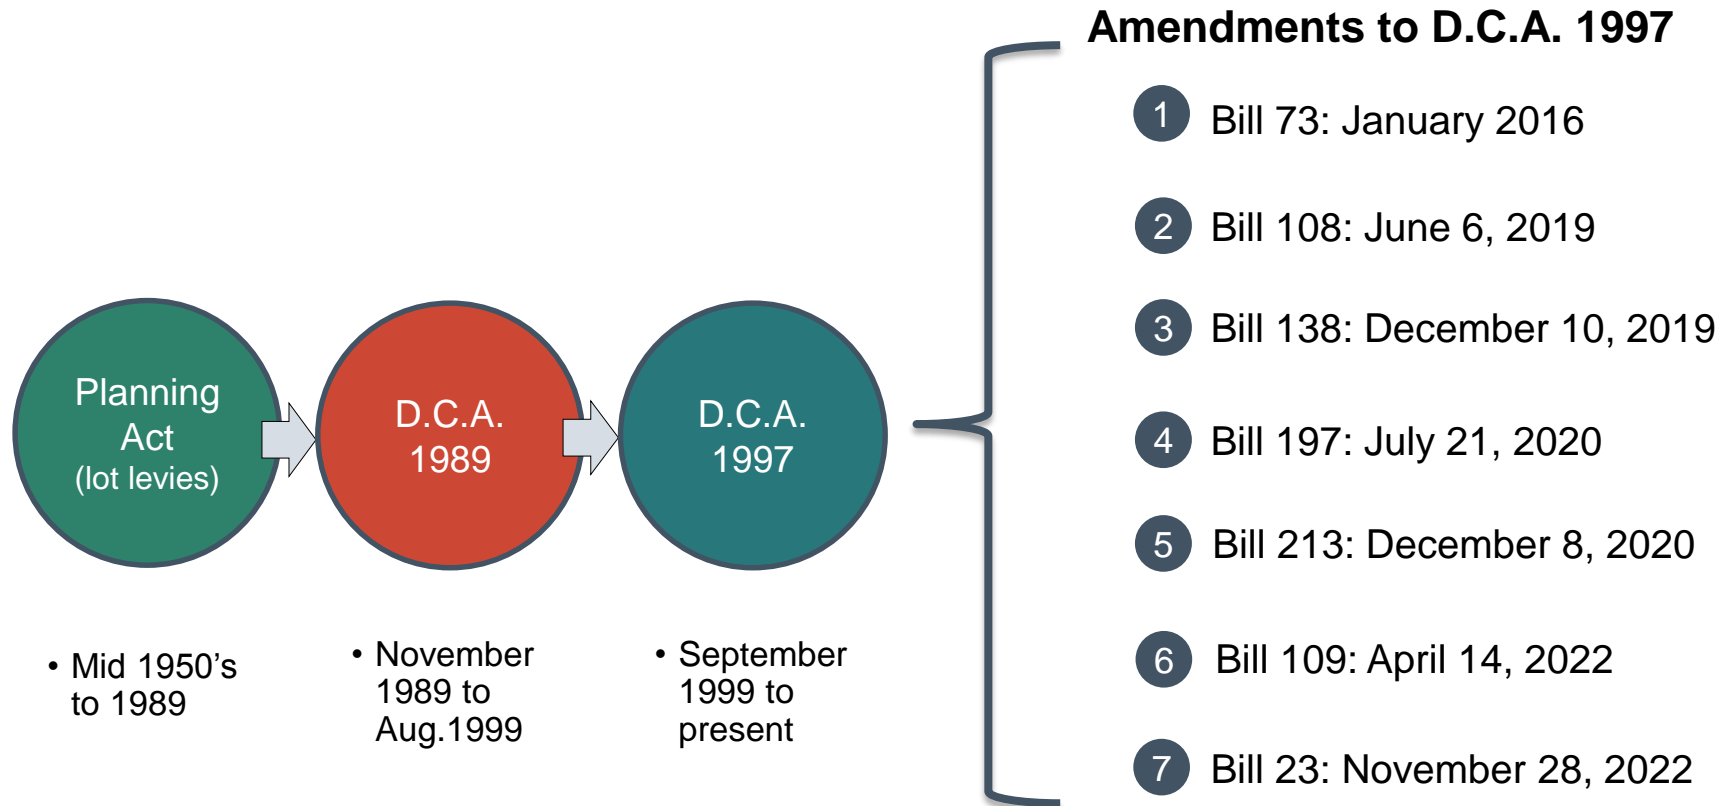 Amendments to D.C.A. 1997
1 Bill 73: January 2016
2 Bill 108: June 6, 2019
3 Bill 138: December 10, 2019
4 Bill 197: July 21, 2020
5 Bill 213: December 8, 2020
6 Bill 109: April 14, 2022
7 Bill 23: November 28, 2022
Planning
Act
(lot levies)
D.C.A.
1989
D.C.A.
1997
• Mid 1950’s
to 1989
• November
1989 to
Aug.1999
• September
1999 to
present